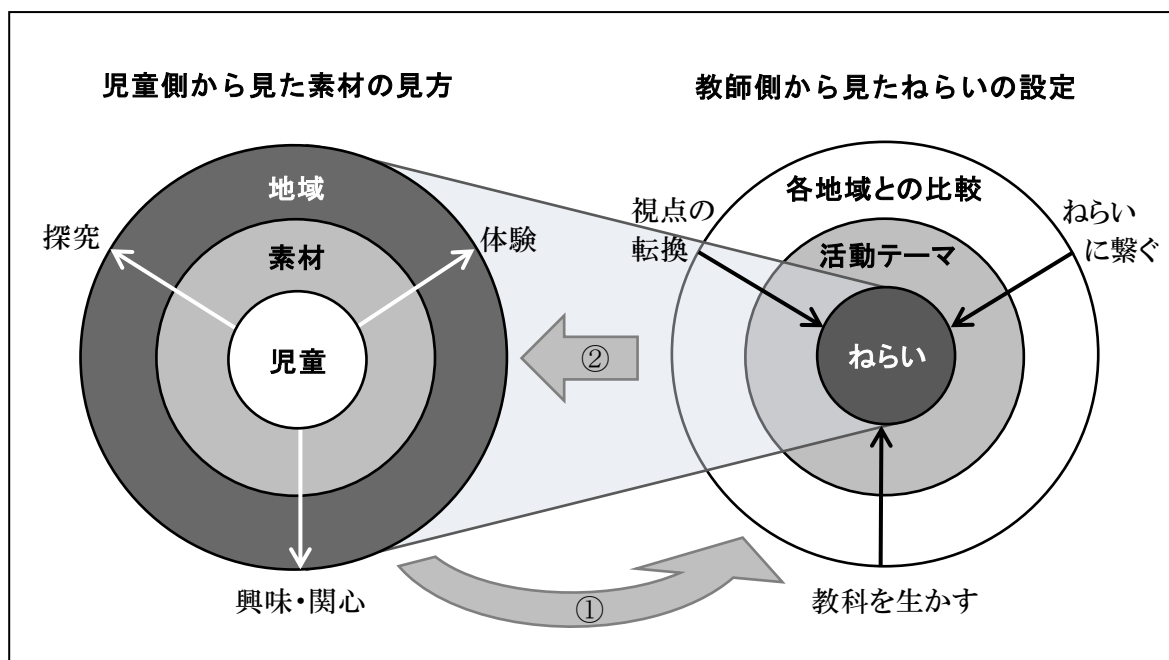 児童側から見た素材の見方
教師側から見たねらいの設定
地域
素材
児童
探究
体験
興味・関心
各地域との比較
活動テーマ
ねらい
視点の
転換
ねらい
に繋ぐ
教科を生かす
②
①